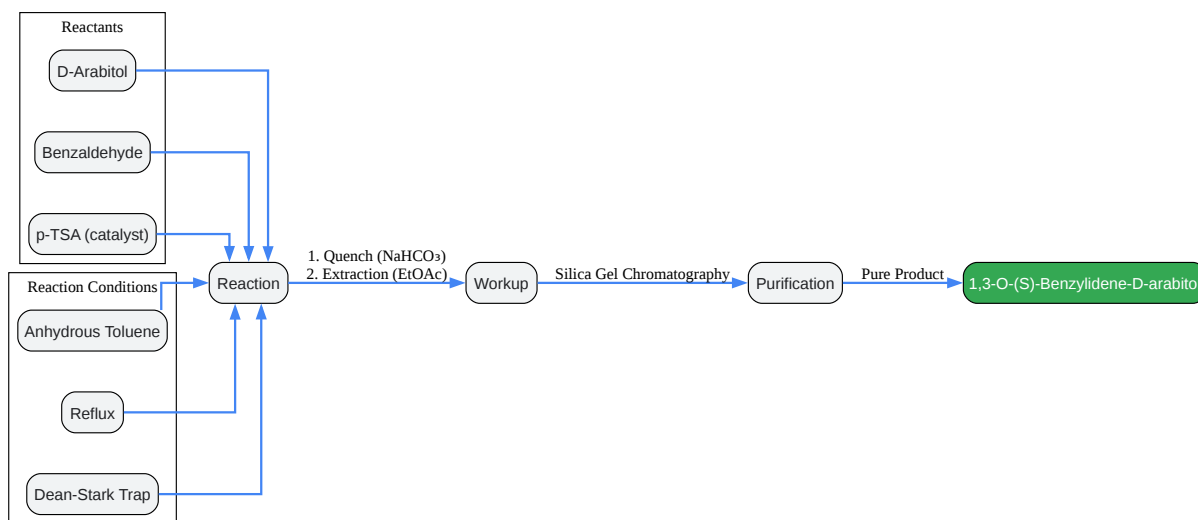 Reactants
D-Arabitol
Benzaldehyde
p-TSA (catalyst)
Reaction Conditions
Anhydrous Toluene
Reflux
Dean-Stark Trap
Reaction
1. Quench (NaHCO₃)
2. Extraction (EtOAc)
Workup
Silica Gel Chromatography
Purification
Pure Product
1,3-O-(S)-Benzylidene-D-arabito